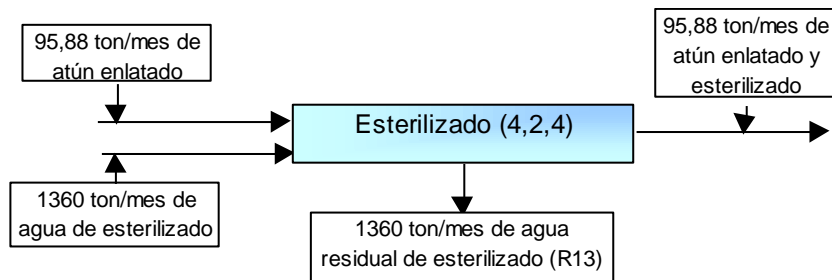 95,88 ton/mes de
atún enlatado
95,88 ton/mes de
atún enlatado y
esterilizado
Esterilizado (4,2,4)
1360 ton/mes de
agua de esterilizado
1360 ton/mes de agua
residual de esterilizado (R13)